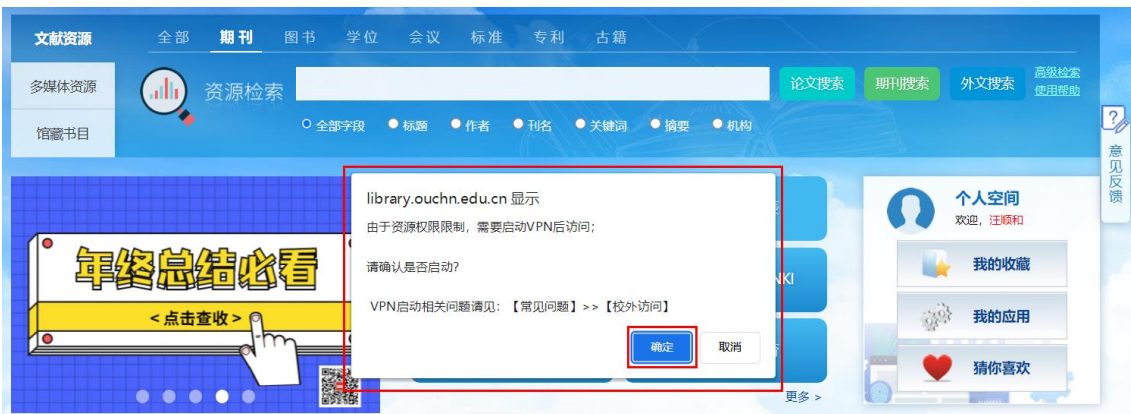 文献资源
全部 期刊 图书 学位 会议 标准 专利 古籍
多媒体资源
馆藏书目
资源检索
论文搜索 期刊搜索 外文搜索
高级检索
使用帮助
全部字段 标题 作者 刊名 关键词 摘要 机构
?
意见反馈
年终总结必看
<点击查收>
library.ouchn.edu.cn 显示
由于资源权限限制，需要启动VPN后访问；
请确认是否启动？
VPN启动相关问题请见：【常见问题】>>【校外访问】
确定 取消
NKI
更多 >
个人空间
欢迎，汪顺和
我的收藏
我的应用
猜你喜欢